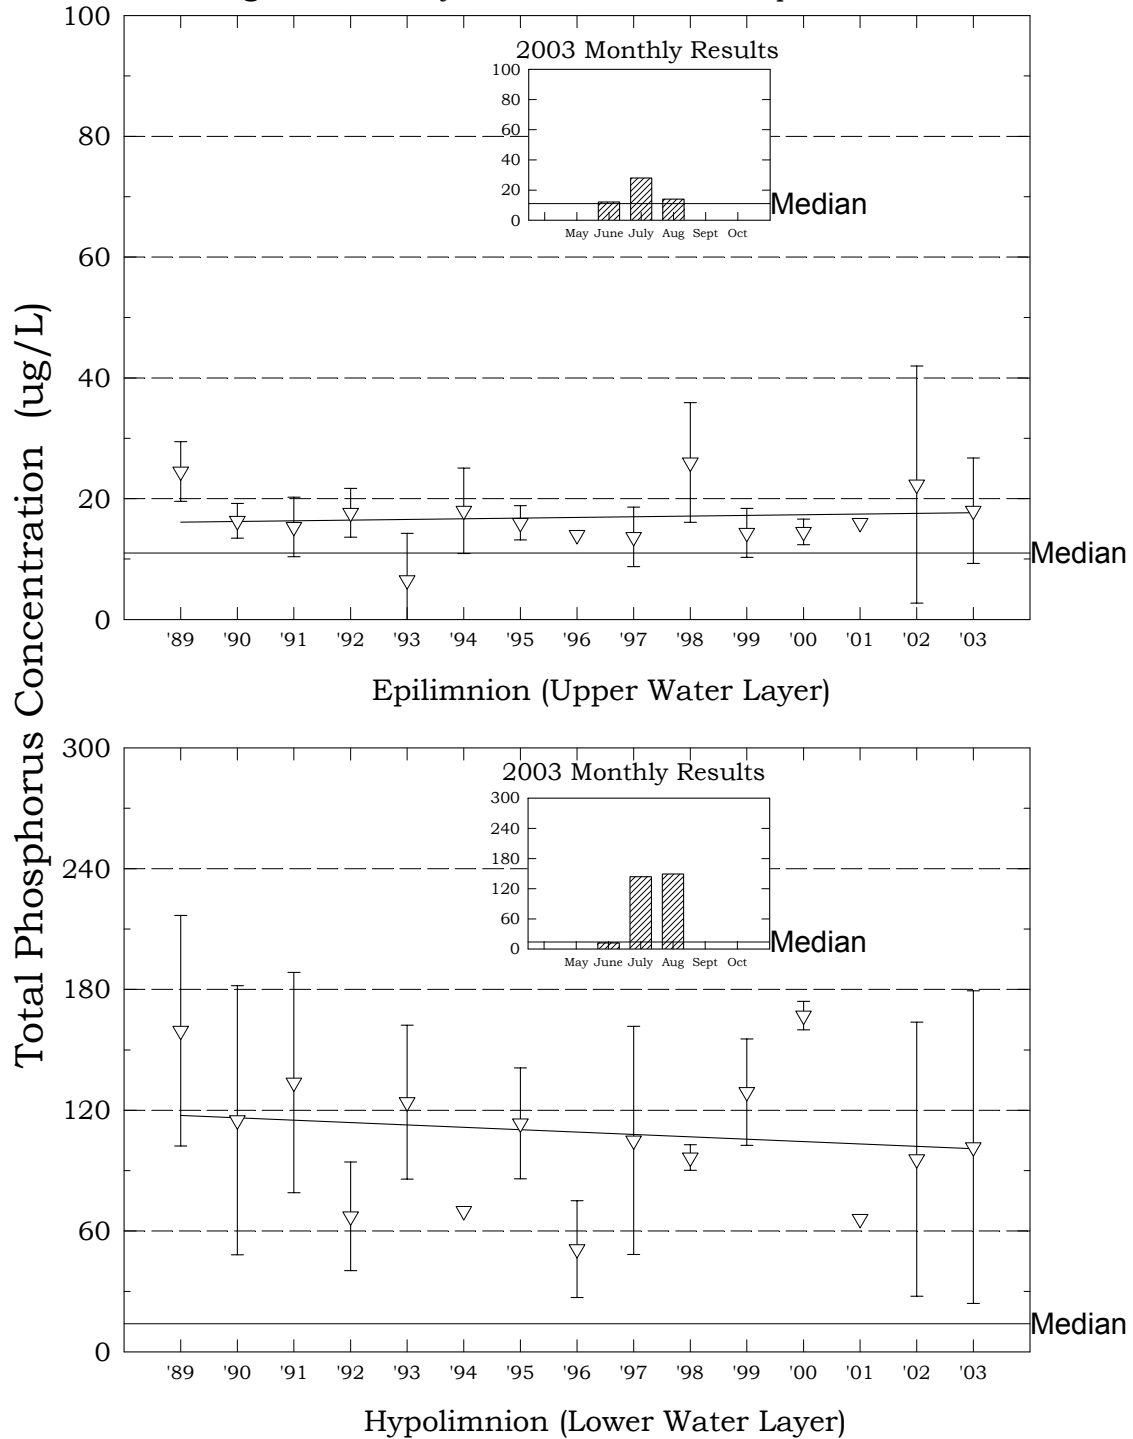 100
2003 Monthly Results
100
80
60
40
20
0
Median
May June July Aug Sept Oct
80
60
40
20
0
Median
'89 '90 '91 '92 '93 '94 '95 '96 '97 '98 '99 '00 '01 '02 '03
Epilimnion (Upper Water Layer)
Total Phosphorus Concentration (ug/L)
300
2003 Monthly Results
300
240
180
120
60
0
Median
May June July Aug Sept Oct
240
180
120
60
0
Median
'89 '90 '91 '92 '93 '94 '95 '96 '97 '98 '99 '00 '01 '02 '03
Hypolimnion (Lower Water Layer)